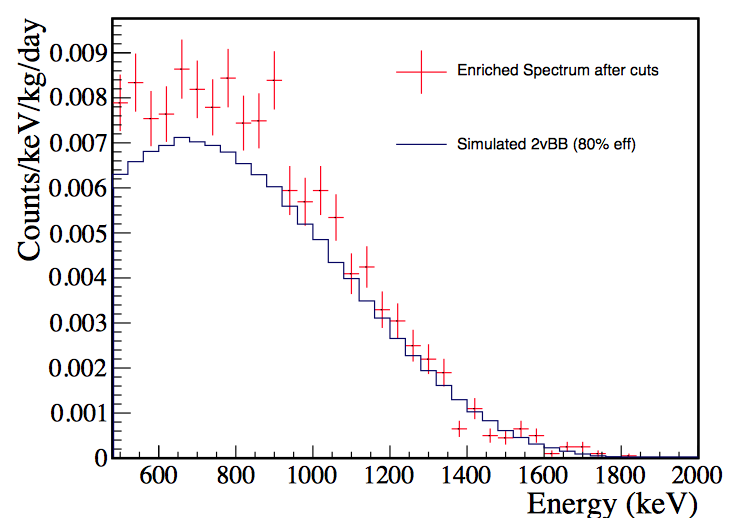 Counts/keV/kg/day
0.009
0.008
0.007
0.006
0.005
0.004
0.003
0.002
0.001
0
Enriched Spectrum after cuts
Simulated 2vBB (80% eff)
600 800 1000 1200 1400 1600 1800 2000
Energy (keV)